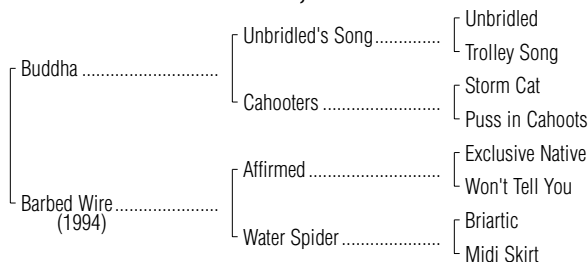 Unbridled
Unbridled's Song..............
Trolley Song
Buddha .............................
Storm Cat
Cahooters ........................
Puss in Cahoots
Exclusive Native
Affirmed ............................
Won't Tell You
Barbed Wire......................
(1994)
Briartic
Water Spider.....................
Midi Skirt